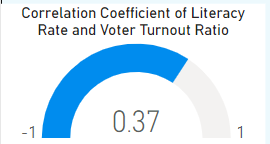 Correlation Coefficient of Literacy
Rate and Voter Turnout Ratio
0.37
-1
1